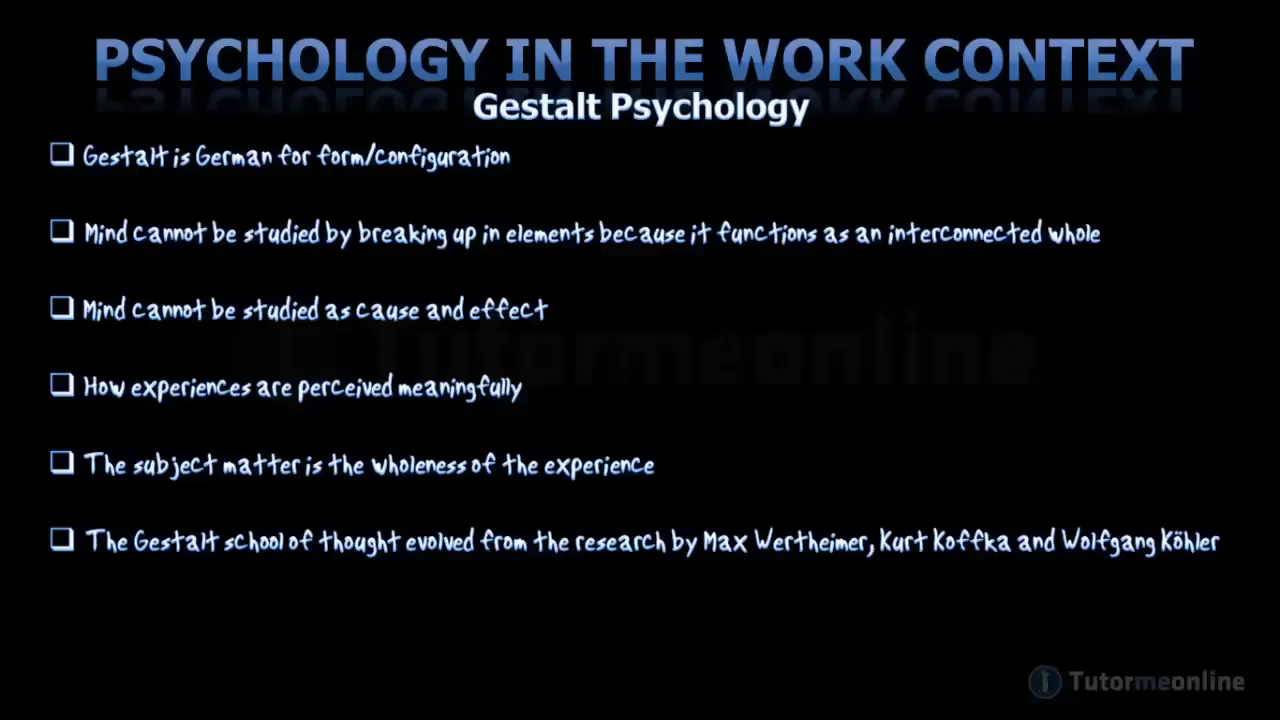 PSYCHOLOGY IN THE WORK CONTEXT
Gestalt Psychology
Gestalt is German for form/configuration
Mind cannot be studied by breaking up in elements because it functions as an interconnected whole
Mind cannot be studied as cause and effect
How experiences are perceived meaningfully
© Tutormeonline
The subject matter is the wholeness of the experience
The Gestalt school of thought evolved from the research by Max Wertheimer, Kurt Koffka and Wolfgang Köhler
Tutormeonline